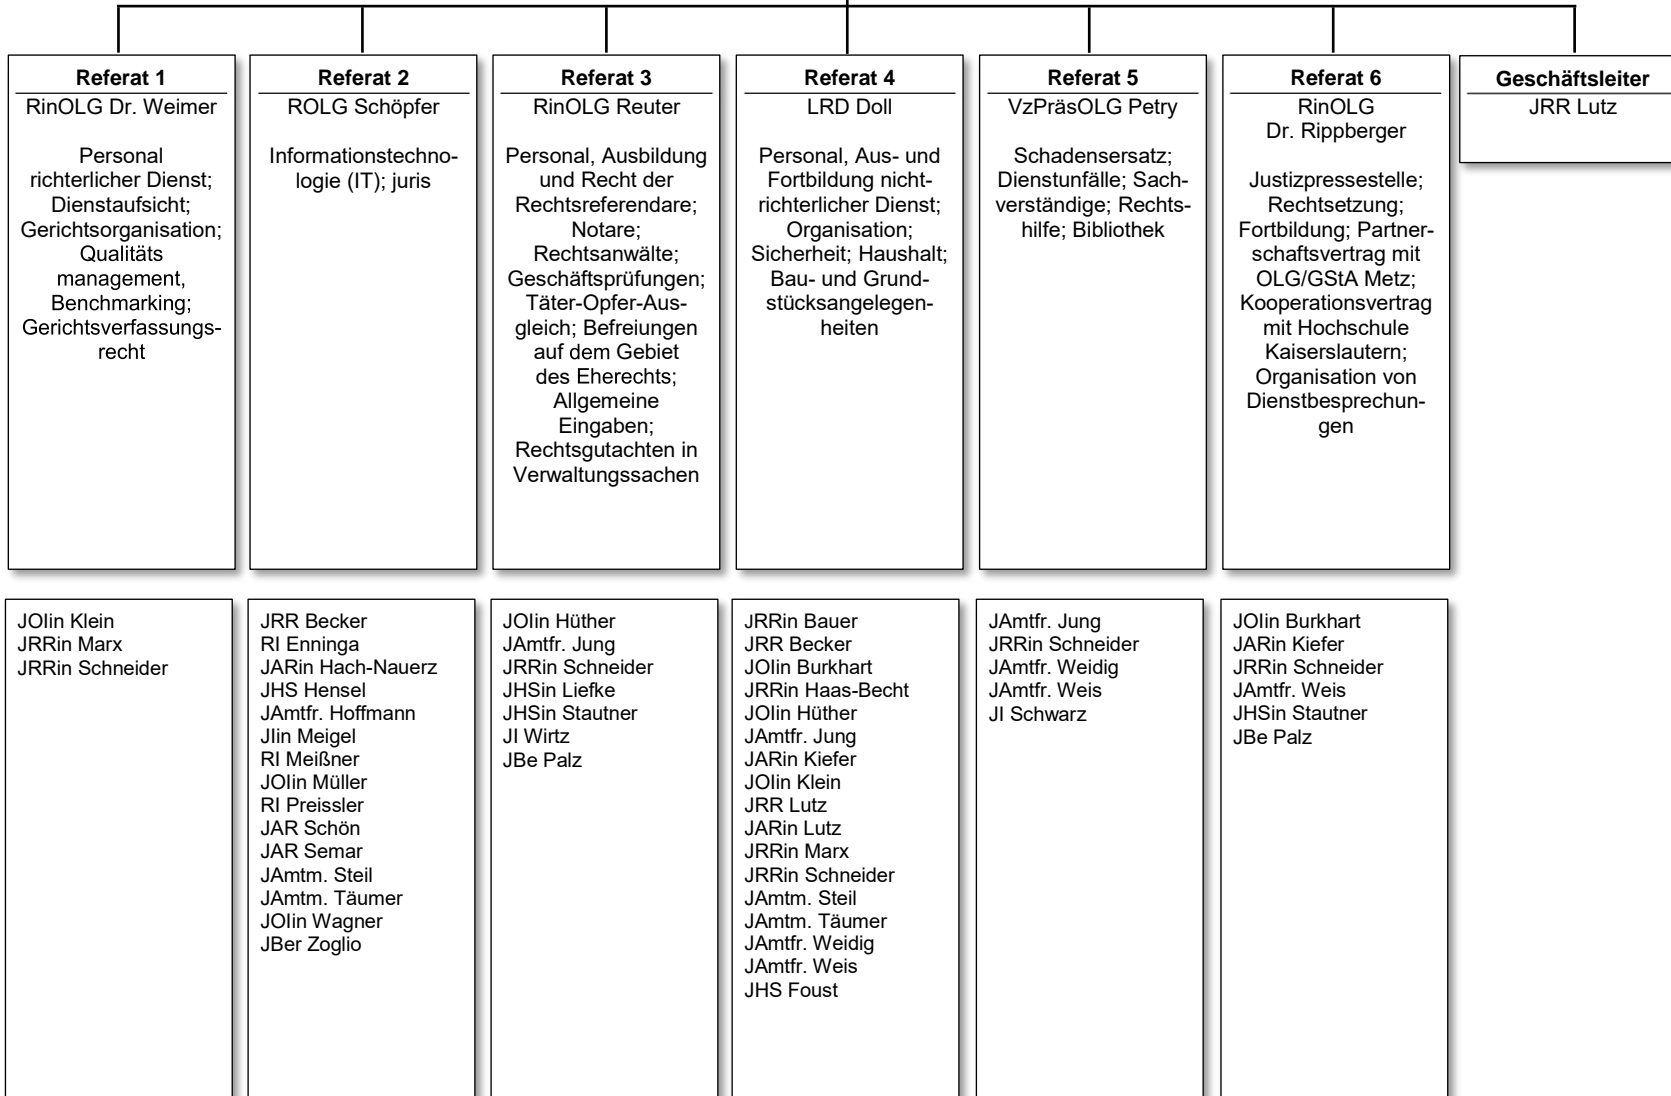 Referat 1
RinOLG Dr. Weimer
Personal
richterlicher Dienst;
Dienstaufsicht;
Gerichtsorganisation;
Qualitäts
management,
Benchmarking;
Gerichtsverfassungs-
recht
Referat 2
ROLG Schöpfer
Informationstechno-
logie (IT); juris
Referat 3
RinOLG Reuter
Personal, Ausbildung
und Recht der
Rechtsreferendare;
Notare;
Rechtsanwälte;
Geschäftsprüfungen;
Täter-Opfer-Aus-
gleich; Befreiungen
auf dem Gebiet
des Eherechts;
Allgemeine
Eingaben;
Rechtsgutachten in
Verwaltungssachen
Referat 4
LRD Doll
Personal, Aus- und
Fortbildung nicht-
richterlicher Dienst;
Organisation;
Sicherheit; Haushalt;
Bau- und Grund-
stücksangelegen-
heiten
Referat 5
VzPräsOLG Petry
Schadensersatz;
Dienstunfälle; Sach-
verständige; Rechts-
hilfe; Bibliothek
Referat 6
RinOLG
Dr. Rippberger
Justizpressestelle;
Rechtsetzung;
Fortbildung; Partner-
schaftsvertrag mit
OLG/GStA Metz;
Kooperationsvertrag
mit Hochschule
Kaiserslautern;
Organisation von
Dienstbesprechun-
gen
Geschäftsleiter
JRR Lutz
JOIin Klein
JRRin Marx
JRRin Schneider
JRR Becker
RI Enninga
JARin Hach-Nauerz
JHS Hensel
JAmtfr. Hoffmann
JIin Meigel
RI Meißner
JOIin Müller
RI Preissler
JAR Schön
JAR Semar
JAmtm. Steil
JAmtm. Täumer
JOIin Wagner
JBer Zoglio
JOIin Hüther
JAmtfr. Jung
JRRin Schneider
JHSin Liefke
JHSin Stautner
JI Wirtz
JBe Palz
JRRin Bauer
JRR Becker
JOIin Burkhart
JRRin Haas-Becht
JOIin Hüther
JAmtfr. Jung
JARin Kiefer
JOIin Klein
JRR Lutz
JARin Lutz
JRRin Marx
JRRin Schneider
JAmtm. Steil
JAmtm. Täumer
JAmtfr. Weidig
JAmtfr. Weis
JHS Foust
JAmtfr. Jung
JRRin Schneider
JAmtfr. Weidig
JAmtfr. Weis
JI Schwarz
JOIin Burkhart
JARin Kiefer
JRRin Schneider
JAmtfr. Weis
JHSin Stautner
JBe Palz